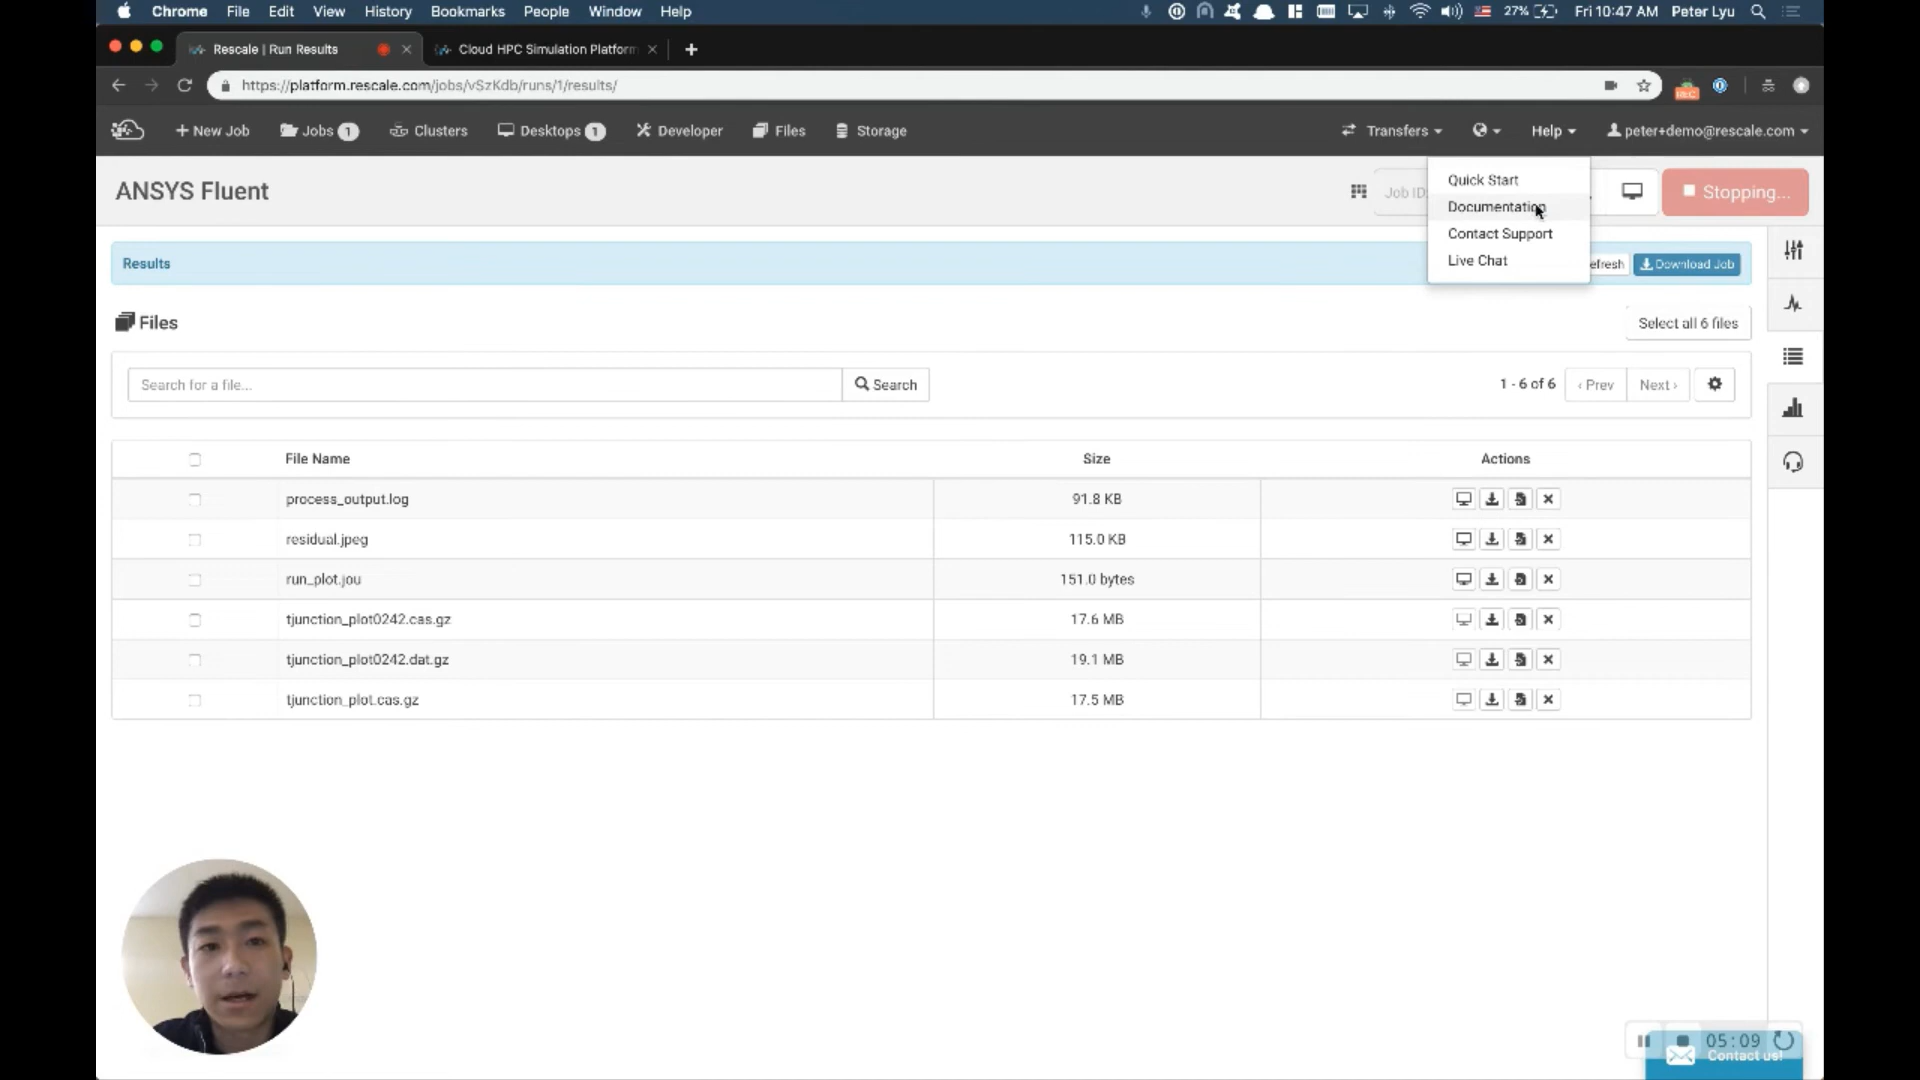 Chrome File Edit View History Bookmarks People Window Help 27% Fri 10:47 AM Peter Lyu
Rescale | Run Results Cloud HPC Simulation Platform
https://platform.rescale.com/jobs/vSzKdb/runs/1/results/ REC
+ New Job Jobs 1 Clusters Desktops 1 Developer Files Storage Transfers Help peter+demo@rescale.com
ANSYS Fluent Job ID Stopping...
Quick Start
Documentation
Contact Support
Live Chat
Results efresh Download Job
Files Select all 6 files
Search for a file... Search 1 - 6 of 6 ‹ Prev Next ›
File Name Size Actions
process_output.log 91.8 KB
residual.jpeg 115.0 KB
run_plot.jou 151.0 bytes
tjunction_plot0242.cas.gz 17.6 MB
tjunction_plot0242.dat.gz 19.1 MB
tjunction_plot.cas.gz 17.5 MB
05:09
Contact us!